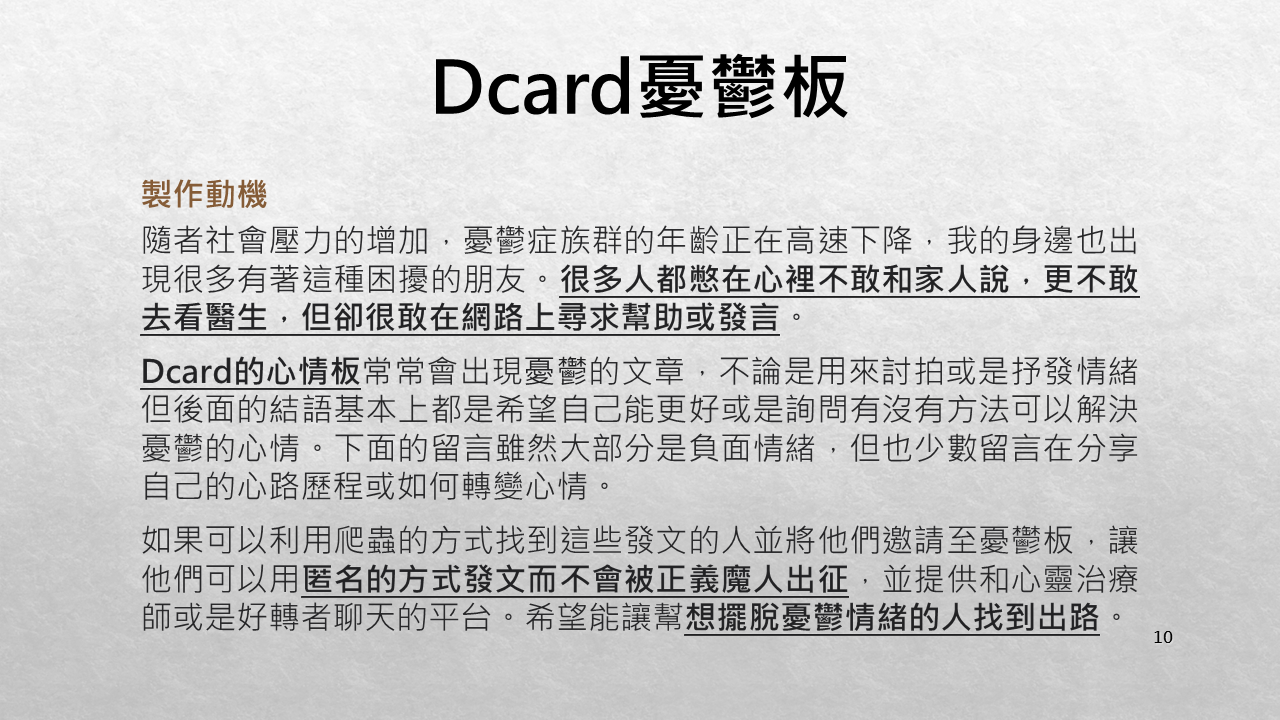 Dcard憂鬱板
製作動機
隨者社會壓力的增加，憂鬱症族群的年齡正在高速下降，我的身邊也出
現很多有著這種困擾的朋友。很多人都憋在心裡不敢和家人說，更不敢
去看醫生，但卻很敢在網路上尋求幫助或發言。
Dcard的心情板常常會出現憂鬱的文章，不論是用來討拍或是抒發情緒
但後面的結語基本上都是希望自己能更好或是詢問有沒有方法可以解決
憂鬱的心情。下面的留言雖然大部分是負面情緒，但也少數留言在分享
自己的心路歷程或如何轉變心情。
如果可以利用爬蟲的方式找到這些發文的人並將他們邀請至憂鬱板，讓
他們可以用匿名的方式發文而不會被正義魔人出征，並提供和心靈治療
師或是好轉者聊天的平台。希望能讓幫想擺脫憂鬱情緒的人找到出路。
10